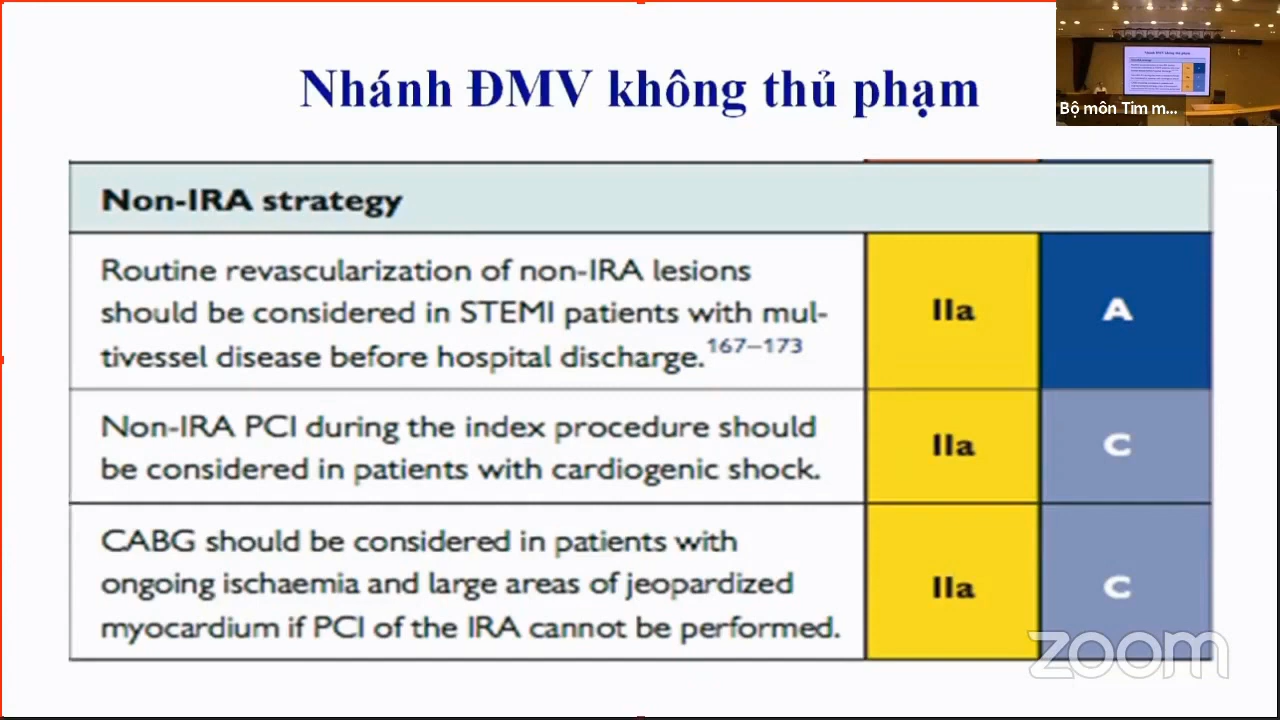 Nhánh ĐMV không thủ phạm
Bộ môn Tim m...
Non-IRA strategy
Routine revascularization of non-IRA lesions
should be considered in STEMI patients with mul-
tivessel disease before hospital discharge.167–173
IIa
A
Non-IRA PCI during the index procedure should
be considered in patients with cardiogenic shock.
IIa
C
CABG should be considered in patients with
ongoing ischaemia and large areas of jeopardized
myocardium if PCI of the IRA cannot be performed.
IIa
C
zoom